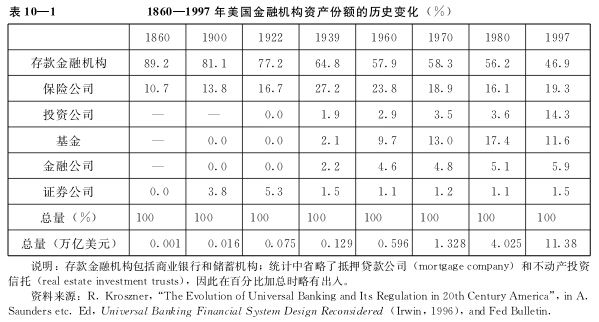 表 10—1 1860—1997 年美国金融机构资产份额的历史变化（%）
1860 1900 1922 1939 1960 1970 1980 1997
存款金融机构 89.2 81.1 77.2 64.8 57.9 58.3 56.2 46.9
保险公司 10.7 13.8 16.7 27.2 23.8 18.9 16.1 19.3
投资公司 — — 0.0 1.9 2.9 3.5 3.6 14.3
基金 — 0.0 0.0 2.1 9.7 13.0 17.4 11.6
金融公司 — 0.0 0.0 2.2 4.6 4.8 5.1 5.9
证券公司 0.0 3.8 5.3 1.5 1.1 1.2 1.1 1.5
总量（%） 100 100 100 100 100 100 100 100
总量（万亿美元） 0.001 0.016 0.075 0.129 0.596 1.328 4.025 11.38
说明：存款金融机构包括商业银行和储蓄机构；统计中省略了抵押贷款公司（mortgage company）和不动产投资
信托（real estate investment trusts），因此在百分比加总时略有出入。
资料来源：R. Kroszner，“The Evolution of Universal Banking and Its Regulation in 20th Century America”，in A.
Saunders etc. Ed，Universal Banking Financial System Design Reconsidered（Irwin，1996），and Fed Bulletin.